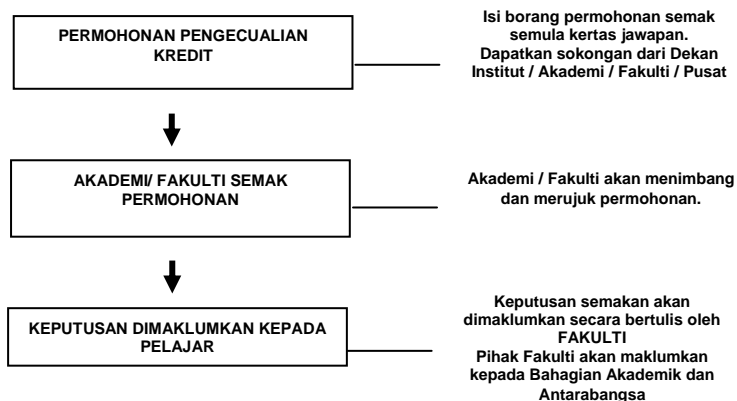 PERMOHONAN PENGECUALIAN
KREDIT
Isi borang permohonan semak
semula kertas jawapan.
Dapatkan sokongan dari Dekan
Institut / Akademi / Fakulti / Pusat
AKADEMI/ FAKULTI SEMAK
PERMOHONAN
Akademi / Fakulti akan menimbang
dan merujuk permohonan.
KEPUTUSAN DIMAKLUMKAN KEPADA
PELAJAR
Keputusan semakan akan
dimaklumkan secara bertulis oleh
FAKULTI
Pihak Fakulti akan maklumkan
kepada Bahagian Akademik dan
Antarabangsa